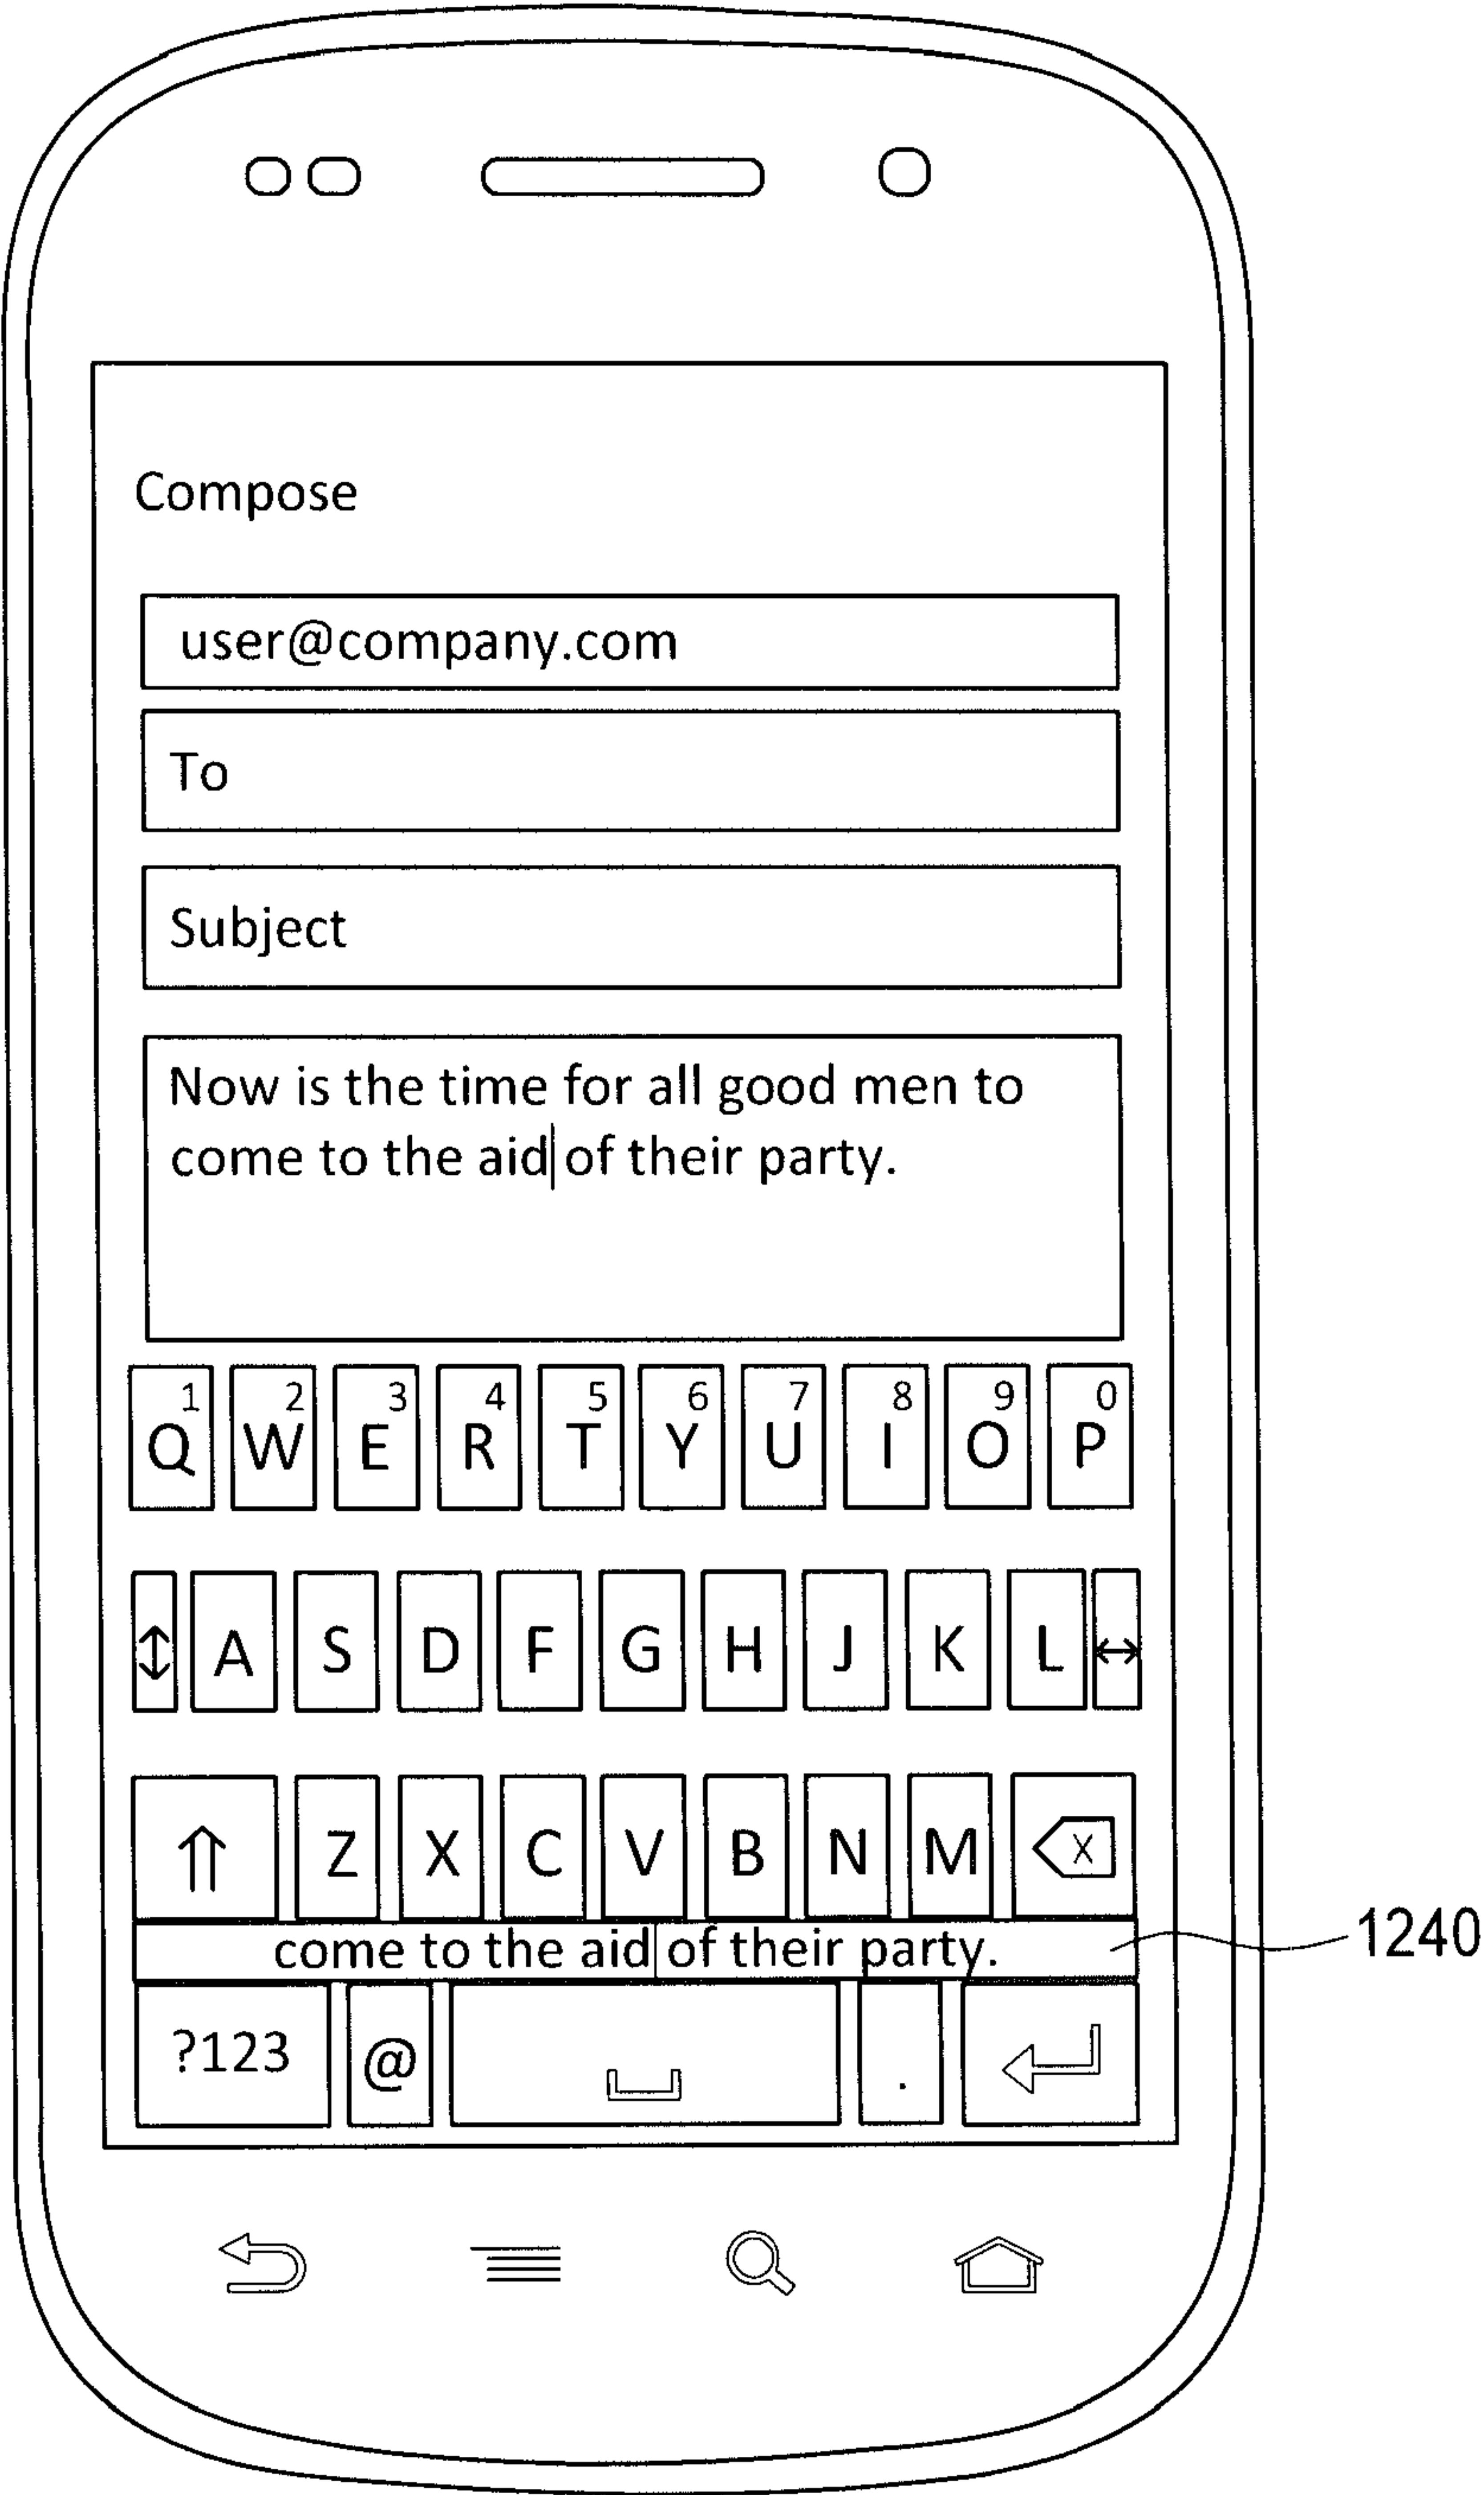 Compose
user@company.com
To
Subject
Now is the time for all good men to
come to the aid of their party.
1 2 3 4 5 6 7 8 9 0
Q W E R T Y U I O P
A S D F G H J K L
Z X C V B N M X
come to the aid of their party.
1240
?123 @ .